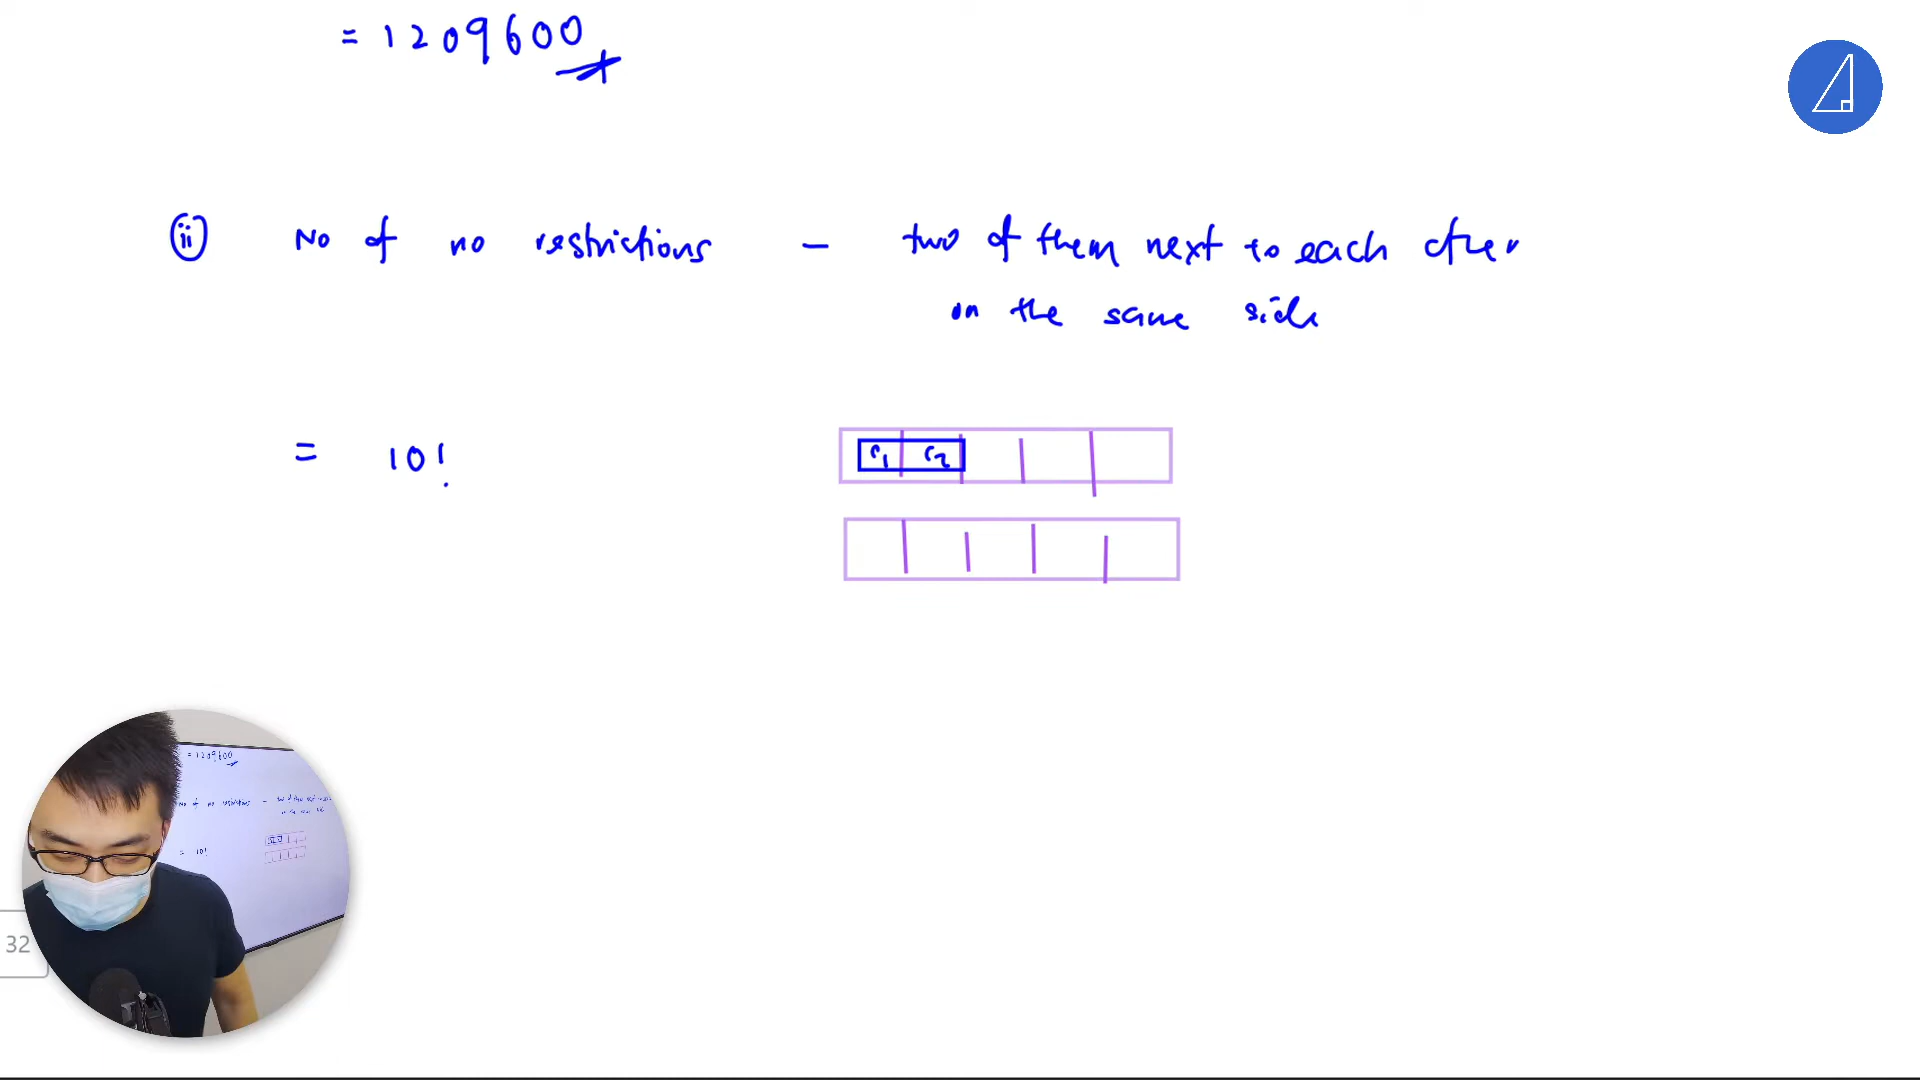 = 1209600
(ii) No of no restrictions - two of them next to each other
on the same side
= 10!
C1 C2
32